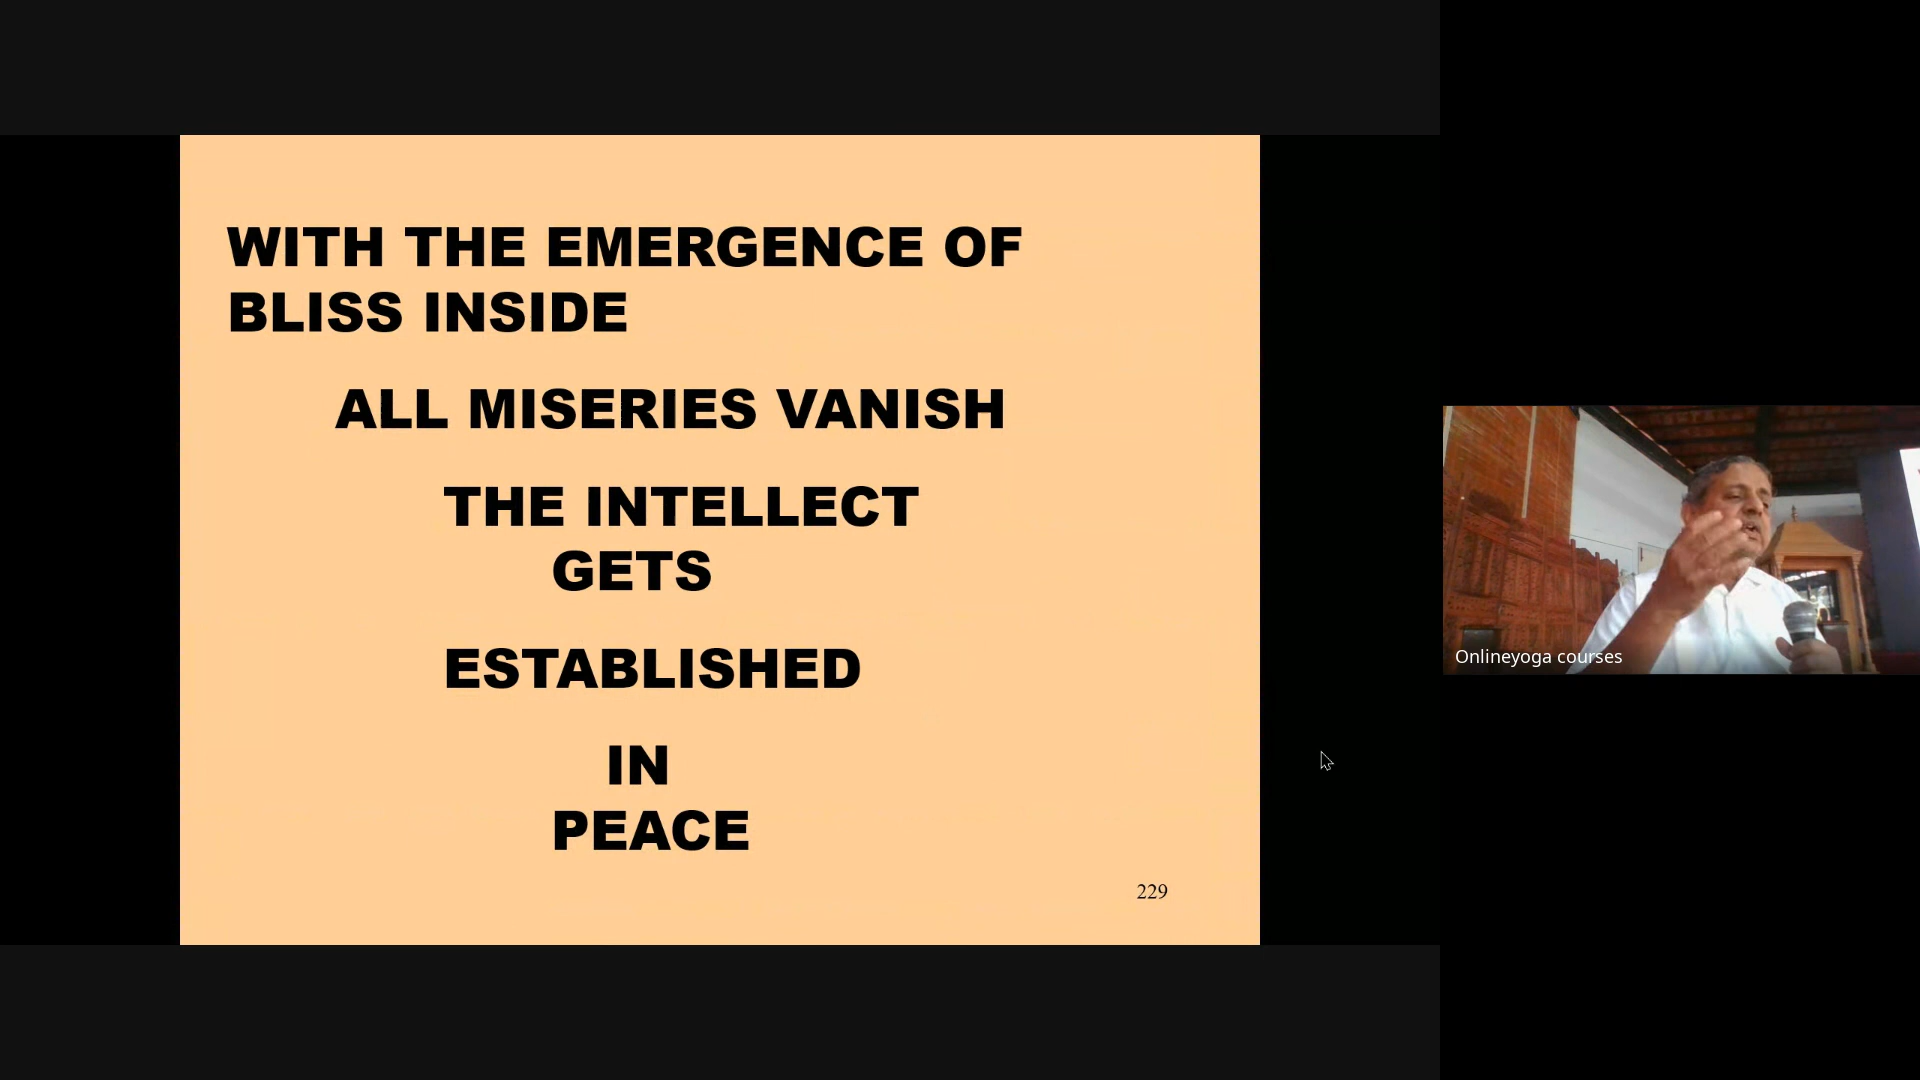 WITH THE EMERGENCE OF
BLISS INSIDE
ALL MISERIES VANISH
THE INTELLECT
GETS
ESTABLISHED
IN
PEACE
229
Onlineyoga courses